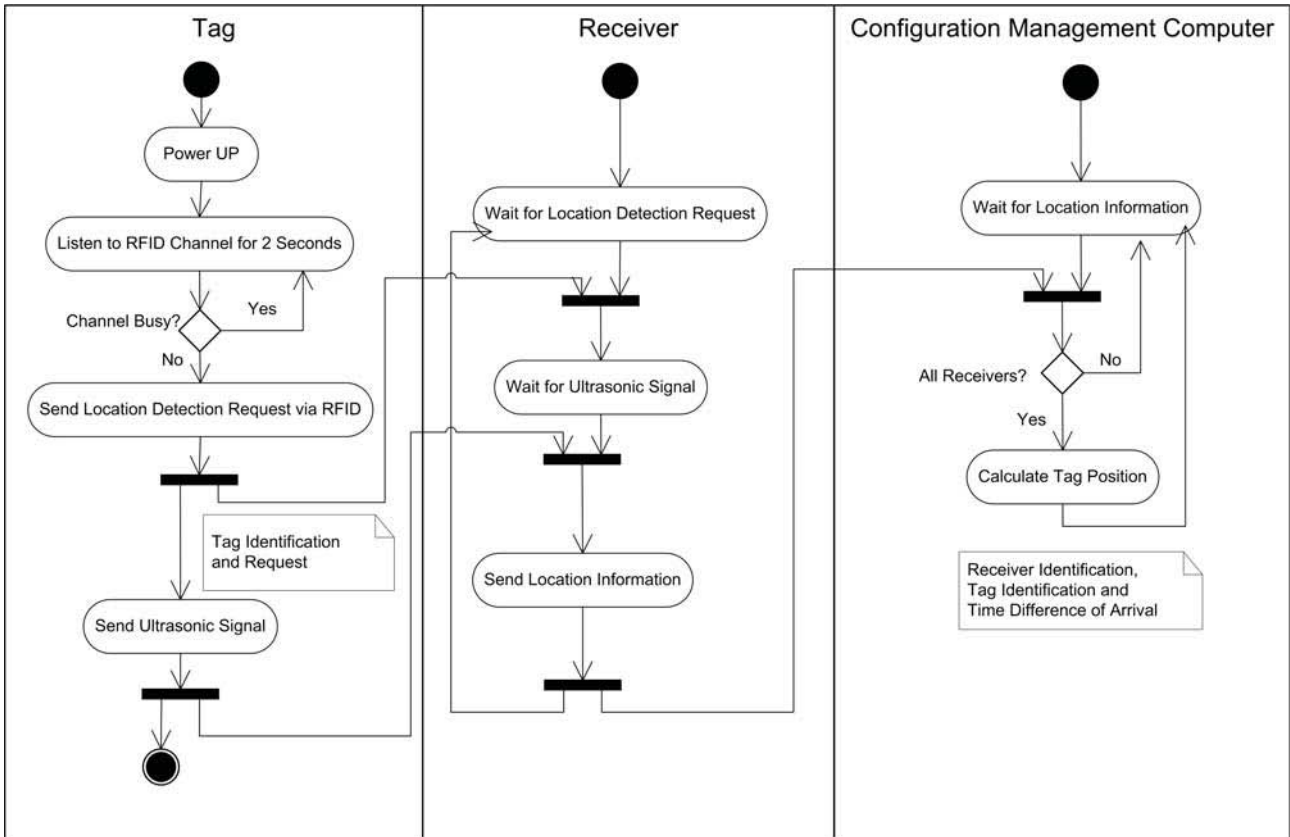 Tag
Power UP
Listen to RFID Channel for 2 Seconds
Channel Busy?
Yes
No
Send Location Detection Request via RFID
Tag Identification
and Request
Send Ultrasonic Signal
Receiver
Wait for Location Detection Request
Wait for Ultrasonic Signal
Send Location Information
Configuration Management Computer
Wait for Location Information
All Receivers?
No
Yes
Calculate Tag Position
Receiver Identification,
Tag Identification and
Time Difference of Arrival